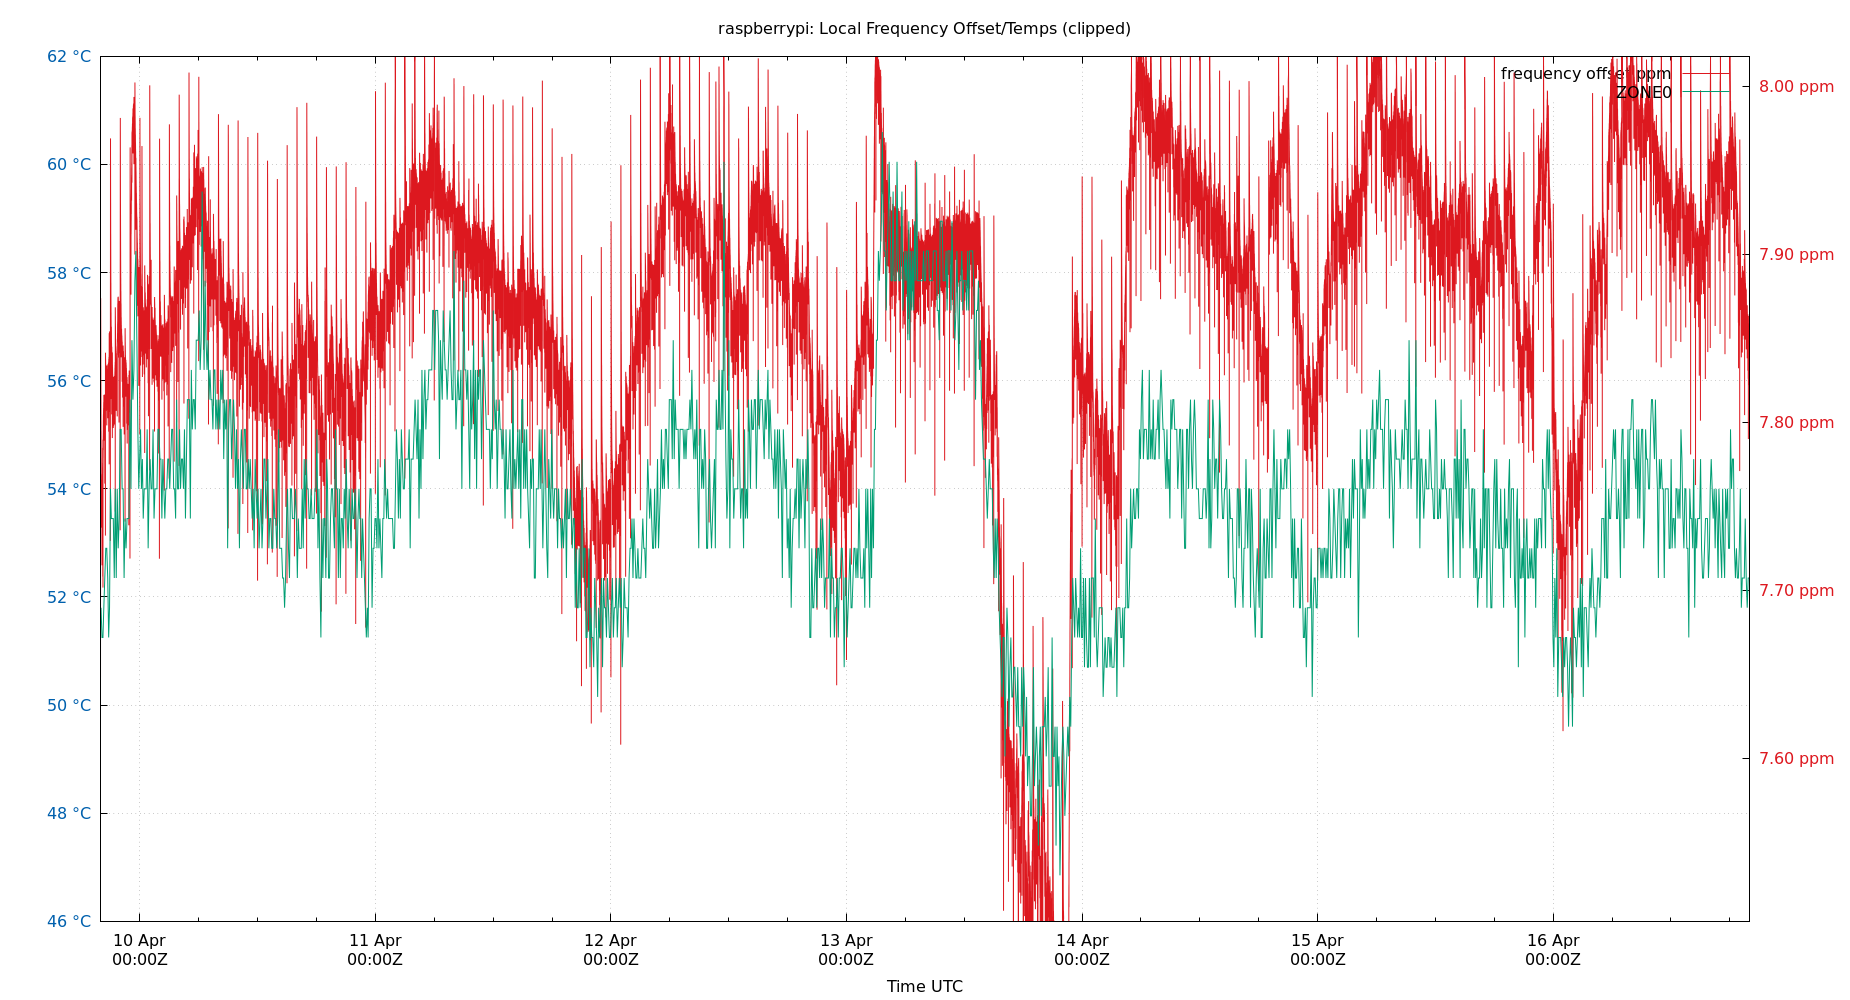 raspberrypi: Local Frequency Offset/Temps (clipped)
62 °C
60 °C
58 °C
56 °C
54 °C
52 °C
50 °C
48 °C
46 °C
frequency offset ppm
ZONE0
8.00 ppm
7.90 ppm
7.80 ppm
7.70 ppm
7.60 ppm
10 Apr
00:00Z
11 Apr
00:00Z
12 Apr
00:00Z
13 Apr
00:00Z
14 Apr
00:00Z
15 Apr
00:00Z
16 Apr
00:00Z
Time UTC